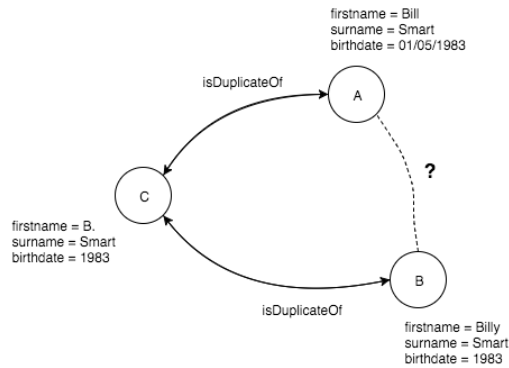 firstname = Bill
surname = Smart
birthdate = 01/05/1983
isDuplicateOf
A
?
C
firstname = B.
surname = Smart
birthdate = 1983
B
isDuplicateOf
firstname = Billy
surname = Smart
birthdate = 1983